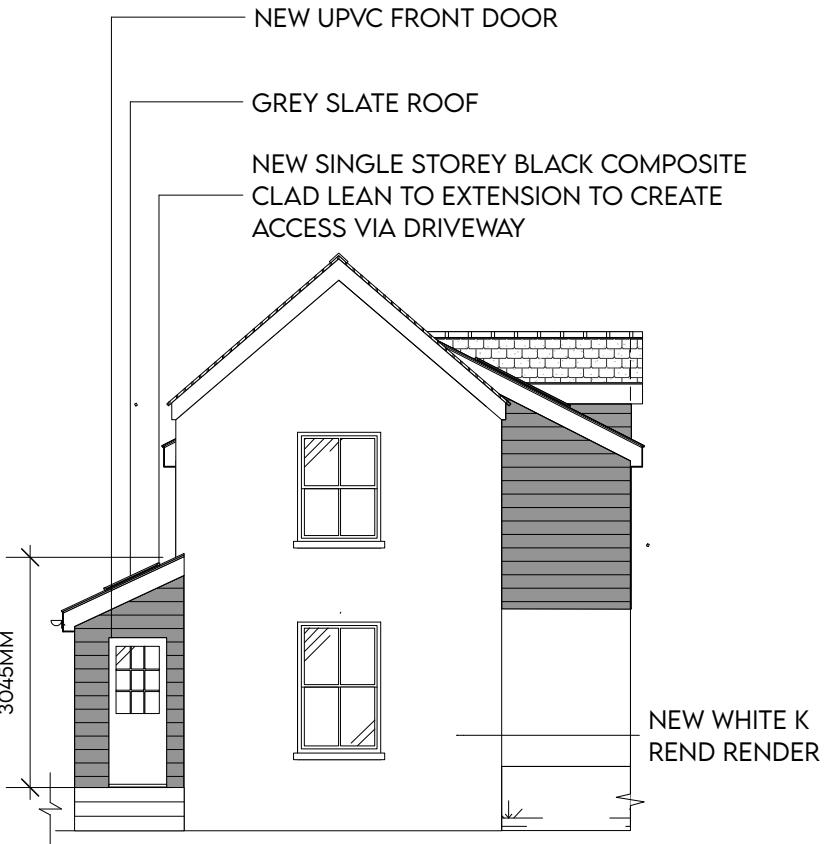 NEW UPVC FRONT DOOR
GREY SLATE ROOF
NEW SINGLE STOREY BLACK COMPOSITE
CLAD LEAN TO EXTENSION TO CREATE
ACCESS VIA DRIVEWAY
3045MM
NEW WHITE K
REND RENDER